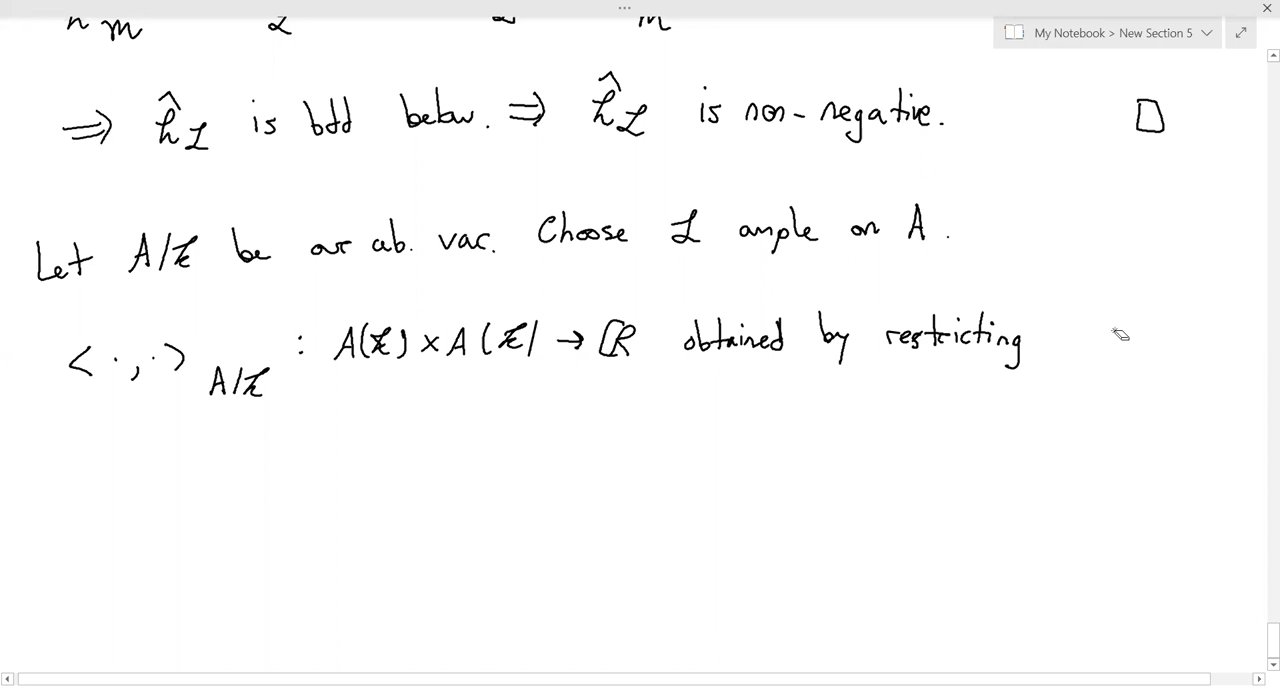 My Notebook > New Section 5
n m L L m
⇒ ĥ_L is bdd below. ⇒ ĥ_L is non-negative. □
Let A/k be our ab. var. Choose L ample on A.
<·,·>_{A/k} : A(k) × A(k) → ℝ obtained by restricting